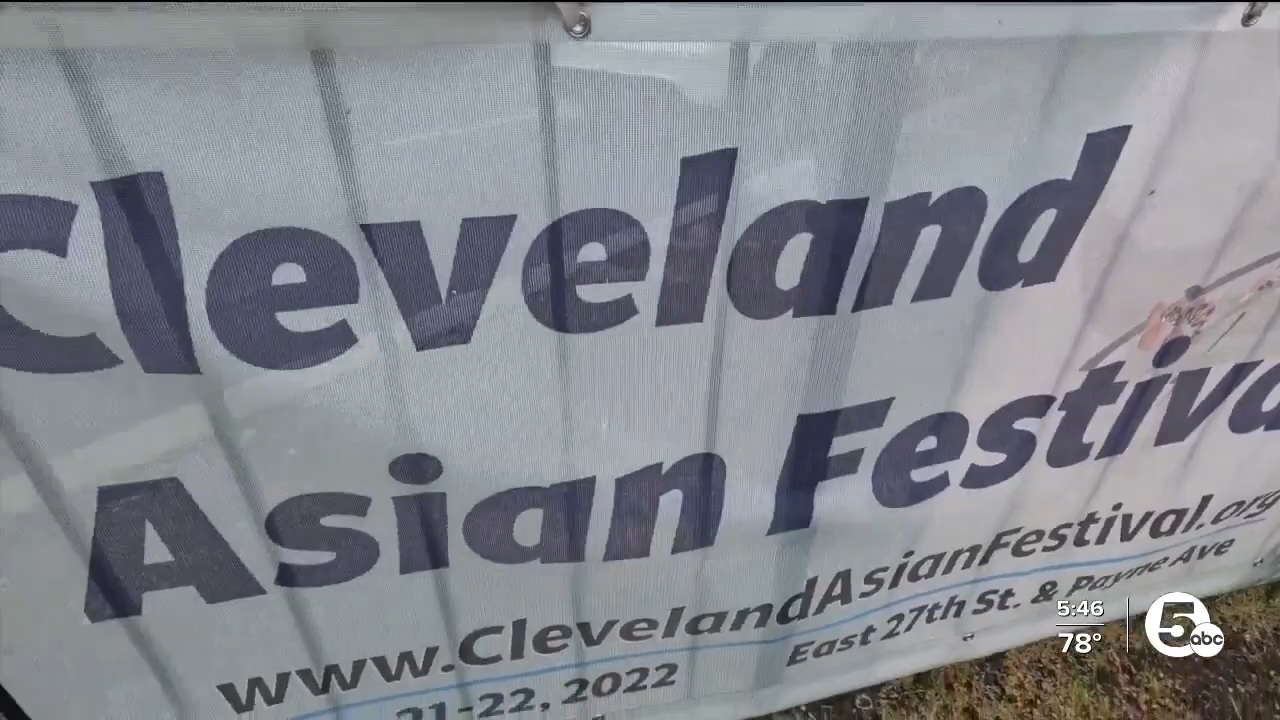 Cleveland
Asian Festiva
www.ClevelandAsianFestival.org
21-22, 2022
East 27th St. & Payne Ave
5:46
78°
5 abc